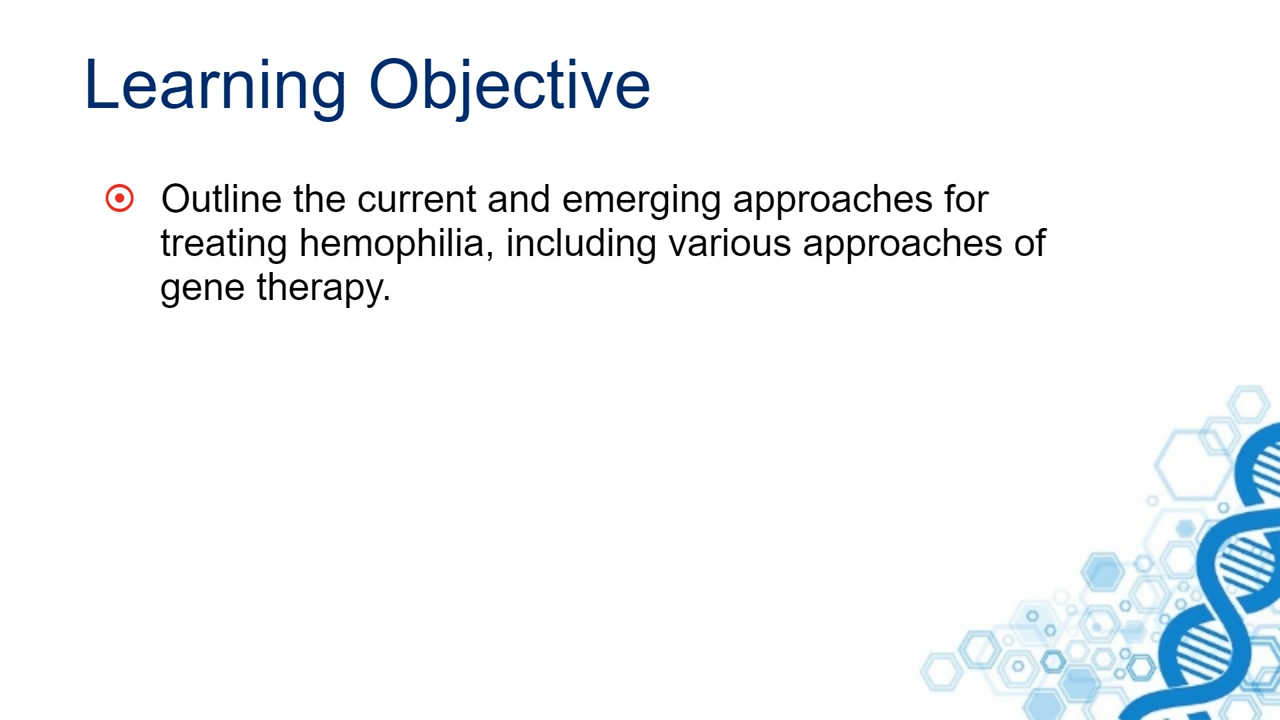 Learning Objective
Outline the current and emerging approaches for
treating hemophilia, including various approaches of
gene therapy.